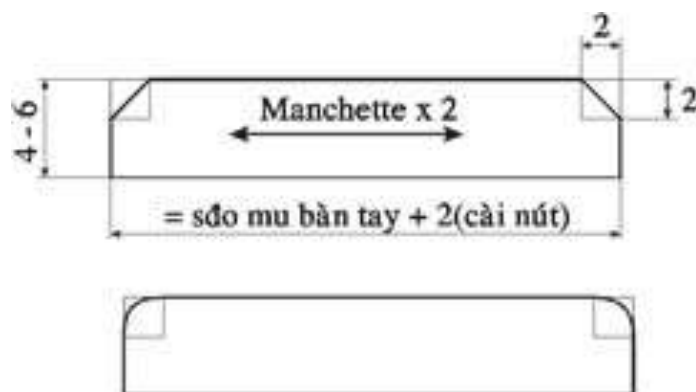 2
2
4 - 6
Manchette x 2
= sđo mu bàn tay + 2(cài nút)